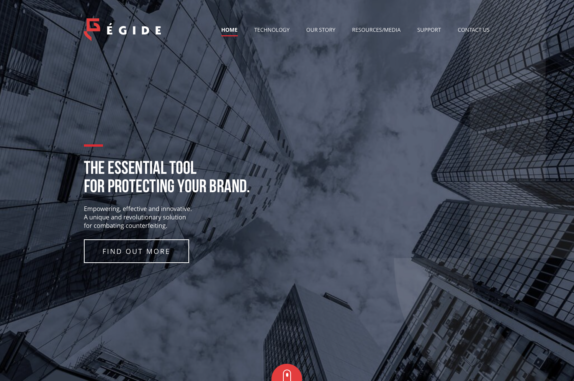 ÉGIDE
HOME TECHNOLOGY OUR STORY RESOURCES/MEDIA SUPPORT CONTACT US
THE ESSENTIAL TOOL
FOR PROTECTING YOUR BRAND.
Empowering, effective and innovative.
A unique and revolutionary solution
for combating counterfeiting.
FIND OUT MORE